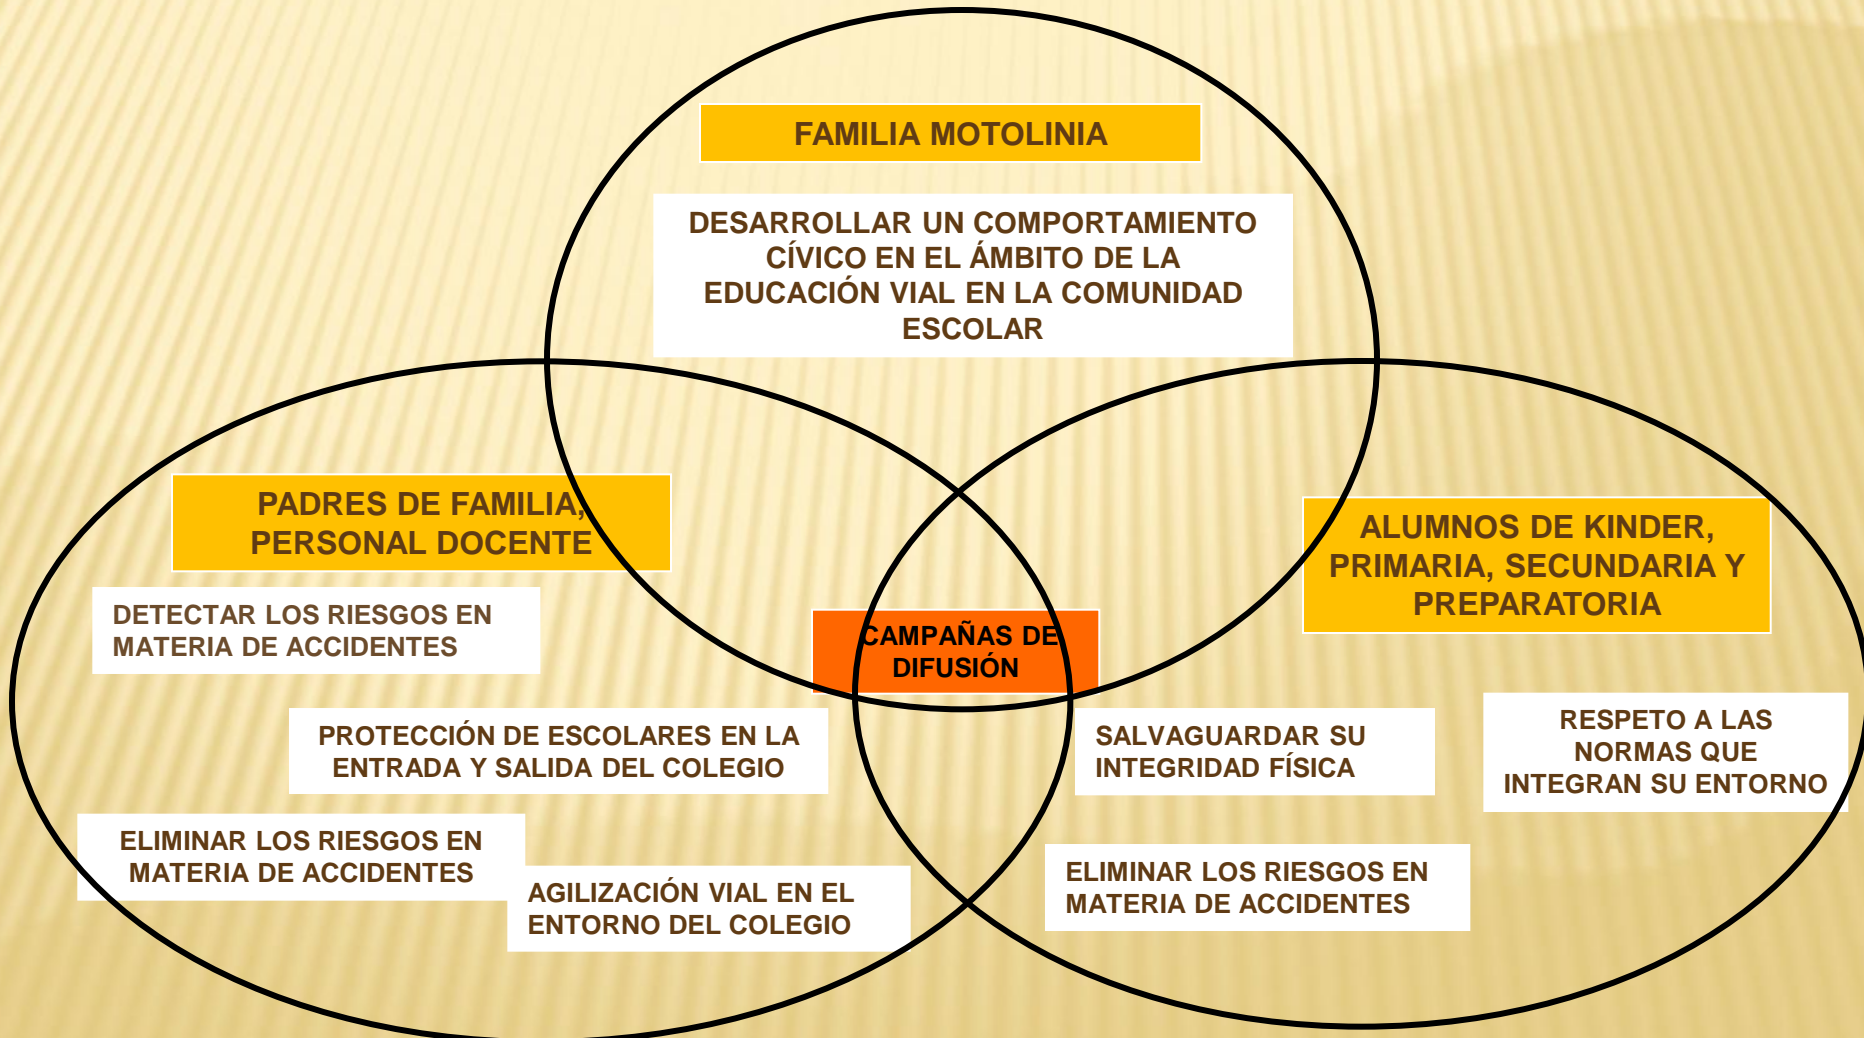 FAMILIA MOTOLINIA
DESARROLLAR UN COMPORTAMIENTO
CÍVICO EN EL ÁMBITO DE LA
EDUCACIÓN VIAL EN LA COMUNIDAD
ESCOLAR
PADRES DE FAMILIA,
PERSONAL DOCENTE
DETECTAR LOS RIESGOS EN
MATERIA DE ACCIDENTES
PROTECCIÓN DE ESCOLARES EN LA
ENTRADA Y SALIDA DEL COLEGIO
ELIMINAR LOS RIESGOS EN
MATERIA DE ACCIDENTES
AGILIZACIÓN VIAL EN EL
ENTORNO DEL COLEGIO
CAMPAÑAS DE
DIFUSIÓN
ALUMNOS DE KINDER,
PRIMARIA, SECUNDARIA Y
PREPARATORIA
SALVAGUARDAR SU
INTEGRIDAD FÍSICA
RESPETO A LAS
NORMAS QUE
INTEGRAN SU ENTORNO
ELIMINAR LOS RIESGOS EN
MATERIA DE ACCIDENTES